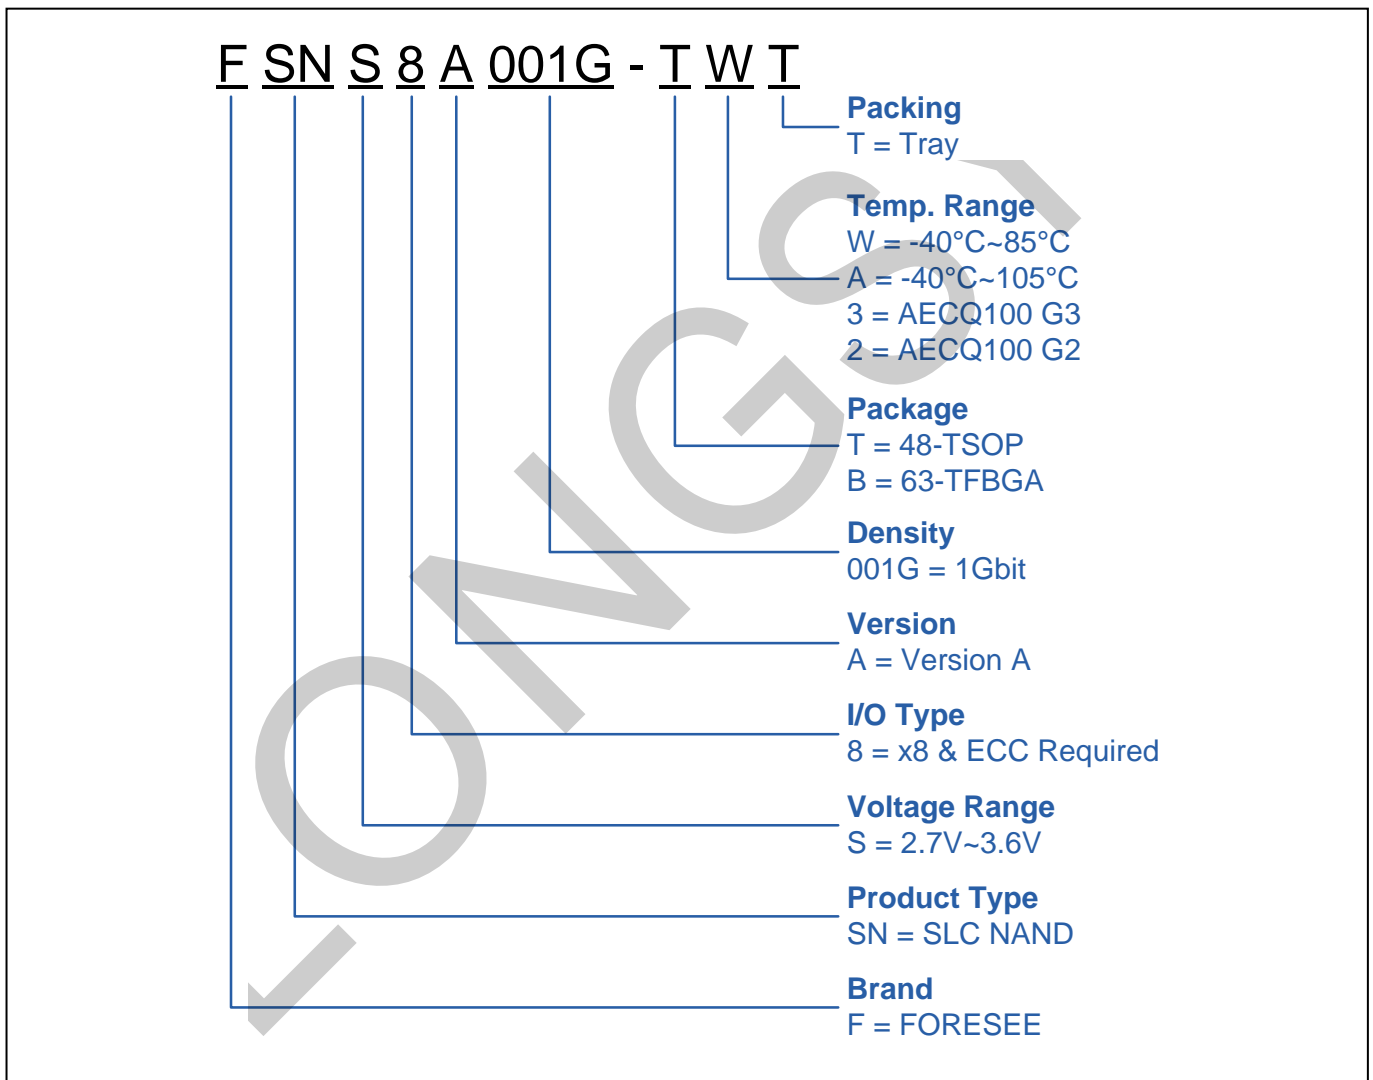 F SN S 8 A 001G - T W T
Packing
T = Tray
Temp. Range
W = -40°C~85°C
A = -40°C~105°C
3 = AECQ100 G3
2 = AECQ100 G2
Package
T = 48-TSOP
B = 63-TFBGA
Density
001G = 1Gbit
Version
A = Version A
I/O Type
8 = x8 & ECC Required
Voltage Range
S = 2.7V~3.6V
Product Type
SN = SLC NAND
Brand
F = FORESEE
ONGS